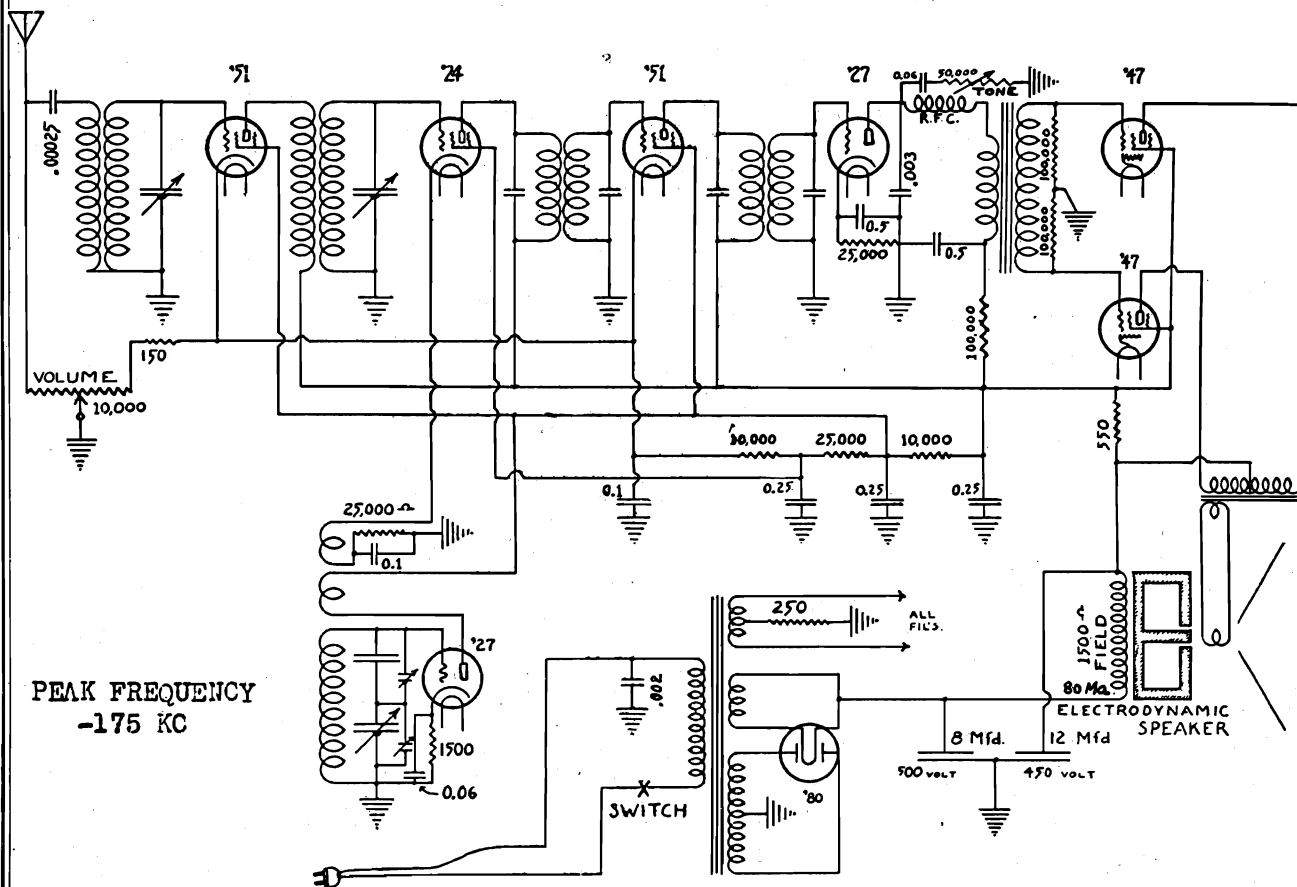 '51
'24
'51
'27
0.06
50,000
TONE
R.F.C.
'47
.00025
.003
100,000
100,000
0.5
25,000
0.5
'47
150
100,000
VOLUME
10,000
550
25,000
10,000
0.1
0.25
0.25
0.25
25,000 Ω
0.1
250
ALL
FIL'S.
1500 Ω
FIELD
'27
.002
80 Ma.
PEAK FREQUENCY
-175 KC
ELECTRODYNAMIC
SPEAKER
1500
8 Mfd.
12 Mfd
500 VOLT
450 VOLT
0.06
SWITCH
'80